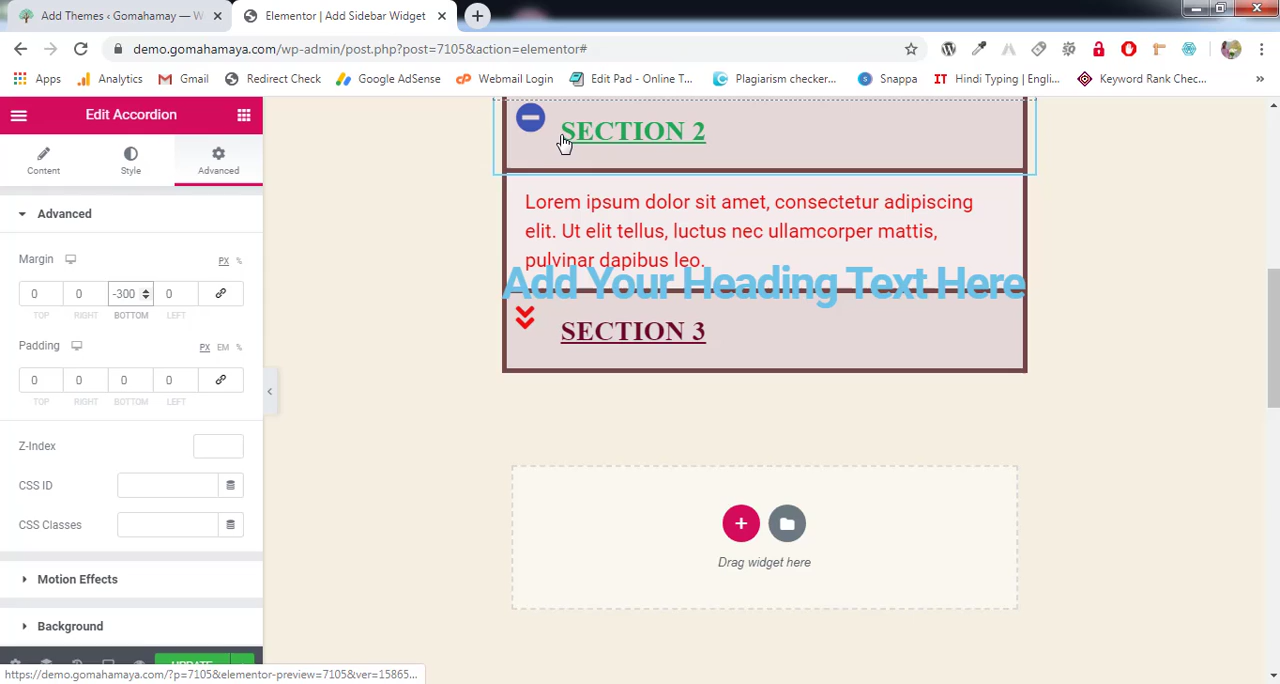 Add Themes ‹ Gomahamay — W
Elementor | Add Sidebar Widget
demo.gomahamaya.com/wp-admin/post.php?post=7105&action=elementor#
Apps Analytics Gmail Redirect Check Google AdSense Webmail Login Edit Pad - Online T... Plagiarism checker... Snappa Hindi Typing | Engli... Keyword Rank Chec... »
Edit Accordion
Content Style Advanced
Advanced
Margin PX %
0 0 -300 0
TOP RIGHT BOTTOM LEFT
Padding PX EM %
0 0 0 0
TOP RIGHT BOTTOM LEFT
Z-Index
CSS ID
CSS Classes
Motion Effects
Background
UPDATE
SECTION 2
Lorem ipsum dolor sit amet, consectetur adipiscing
elit. Ut elit tellus, luctus nec ullamcorper mattis,
pulvinar dapibus leo.
Add Your Heading Text Here
SECTION 3
Drag widget here
https://demo.gomahamaya.com/?p=7105&elementor-preview=7105&ver=15865...